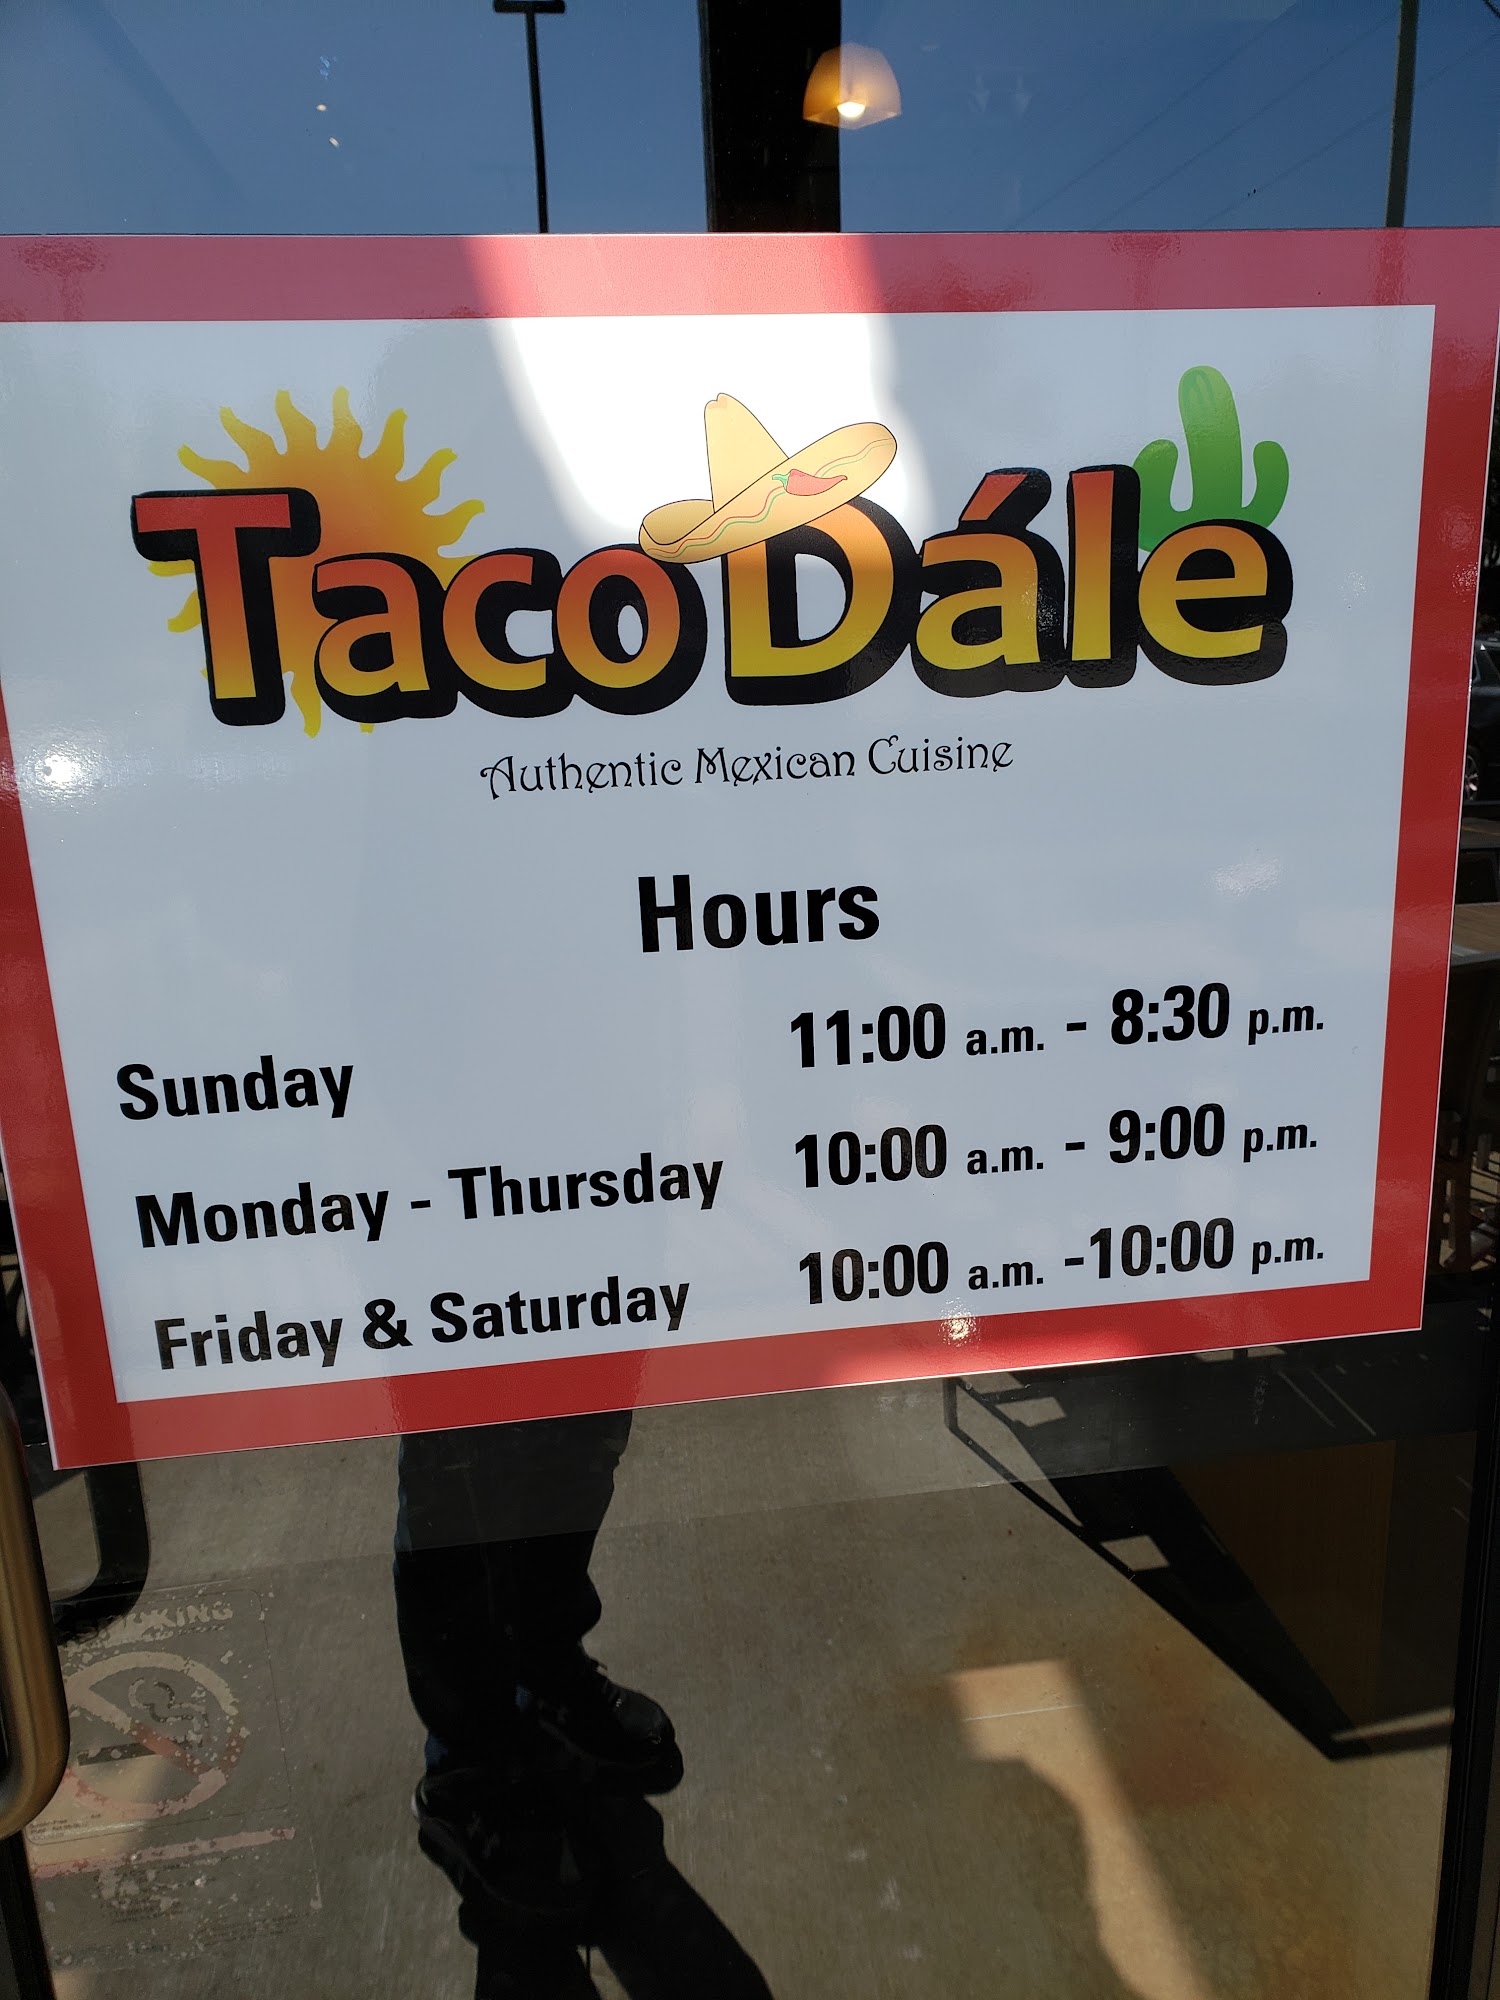 Taco Dále
Authentic Mexican Cuisine
Hours
Sunday 11:00 a.m. - 8:30 p.m.
Monday - Thursday 10:00 a.m. - 9:00 p.m.
Friday & Saturday 10:00 a.m. -10:00 p.m.